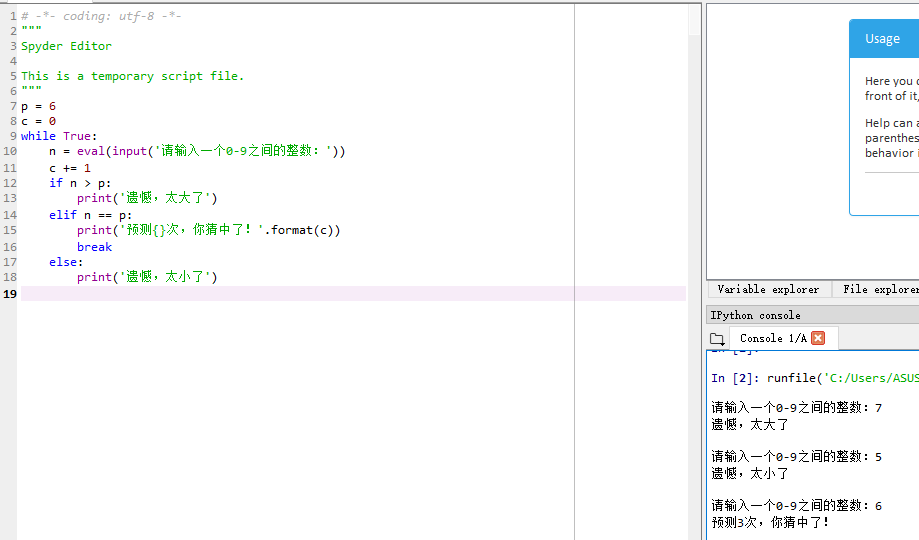 1 # -*- coding: utf-8 -*-
2 """
3 Spyder Editor
4
5 This is a temporary script file.
6 """
7 p = 6
8 c = 0
9 while True:
10 n = eval(input('请输入一个0-9之间的整数：'))
11 c += 1
12 if n > p:
13 print('遗憾，太大了')
14 elif n == p:
15 print('预测{}次，你猜中了！'.format(c))
16 break
17 else:
18 print('遗憾，太小了')
19
Usage
Here you
front of it,
Help can
parenthes
behavior
Variable explorer
File explorer
IPython console
Console 1/A
In [2]: runfile('C:/Users/ASUS
请输入一个0-9之间的整数：7
遗憾，太大了
请输入一个0-9之间的整数：5
遗憾，太小了
请输入一个0-9之间的整数：6
预测3次，你猜中了！